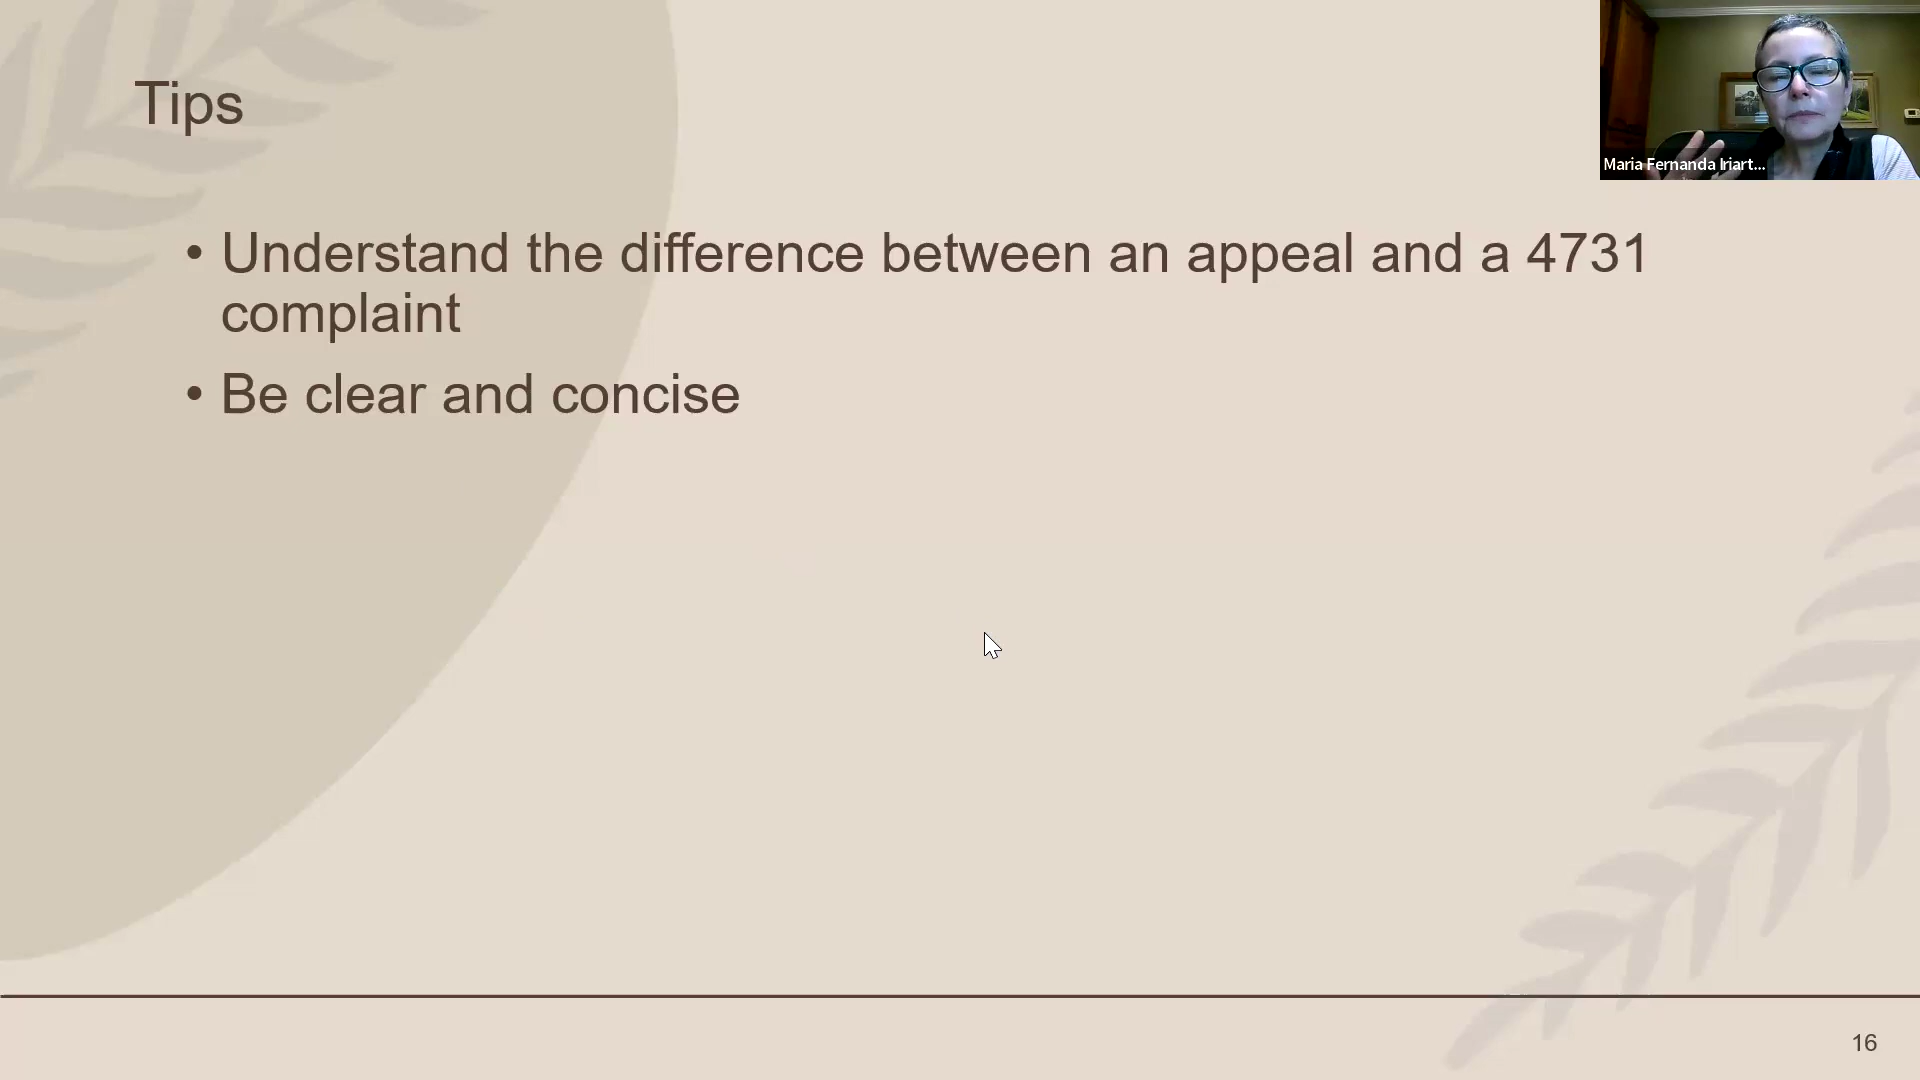 Tips
Maria Fernanda Iriart...
• Understand the difference between an appeal and a 4731
complaint
• Be clear and concise
16